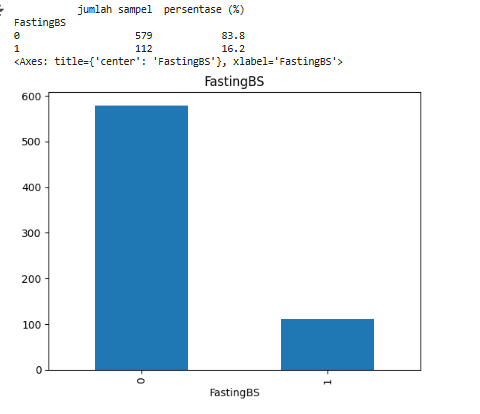 jumlah sampel persentase (%)
FastingBS
0 579 83.8
1 112 16.2
<Axes: title={'center': 'FastingBS'}, xlabel='FastingBS'>
FastingBS
600
500
400
300
200
100
0
0 1
FastingBS